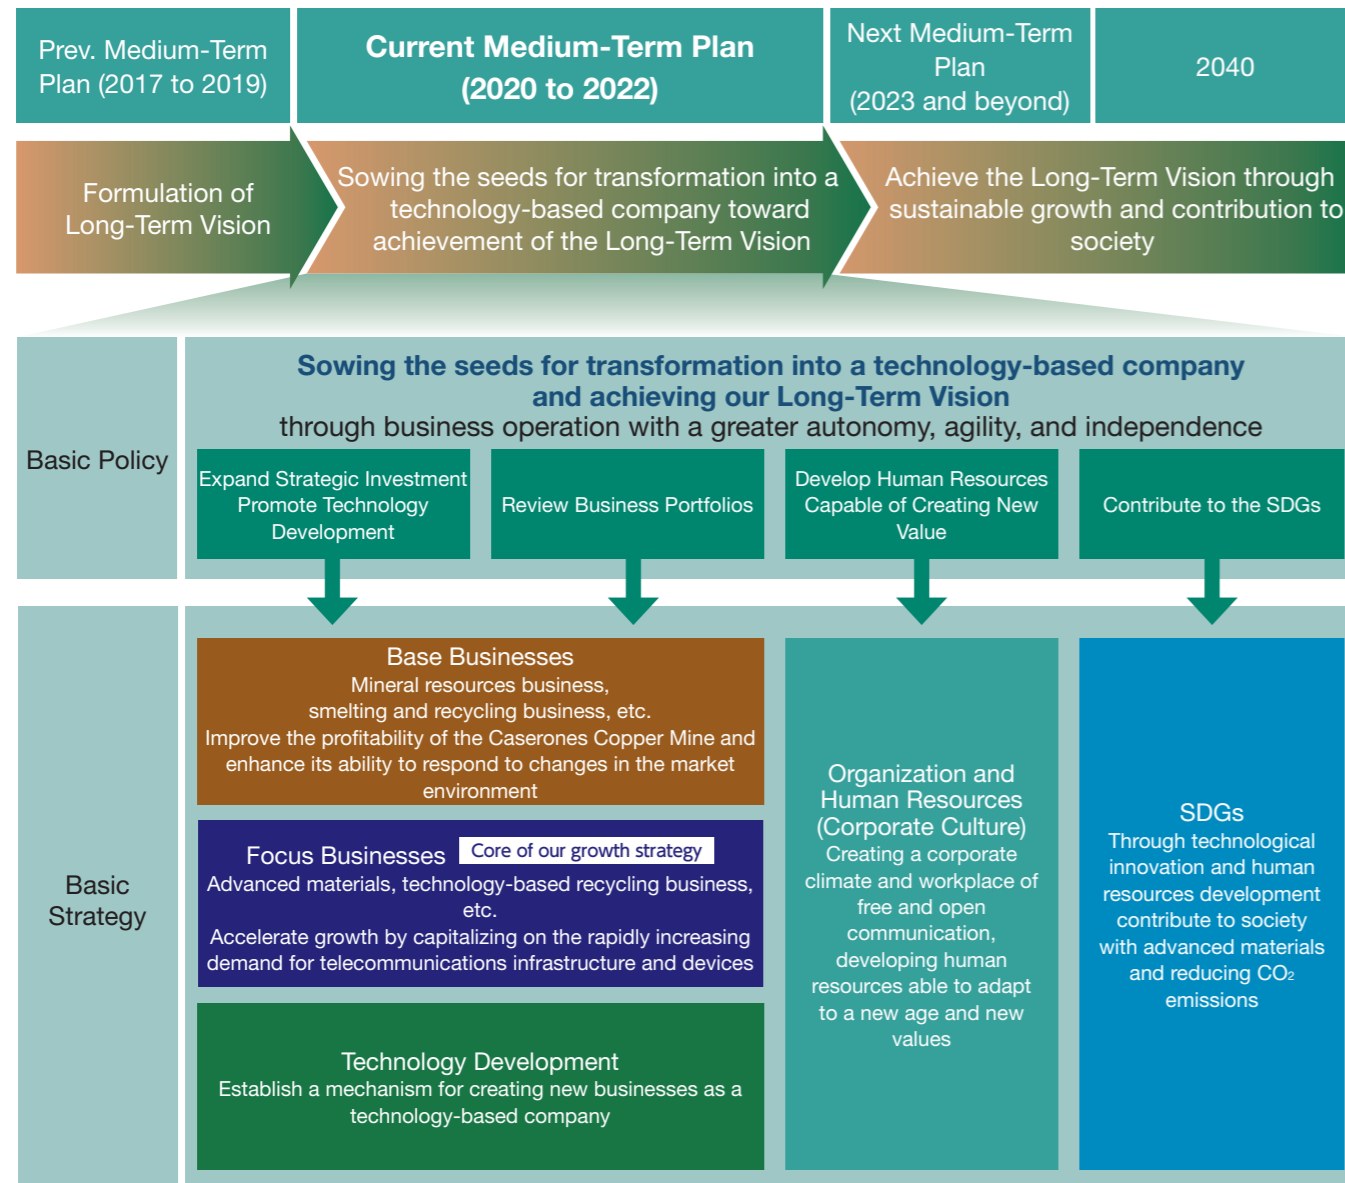 Prev. Medium-Term
Plan (2017 to 2019)
Current Medium-Term Plan
(2020 to 2022)
Next Medium-Term
Plan
(2023 and beyond)
2040
Formulation of
Long-Term Vision
Sowing the seeds for transformation into a
technology-based company toward
achievement of the Long-Term Vision
Achieve the Long-Term Vision through
sustainable growth and contribution to
society
Basic Policy
Sowing the seeds for transformation into a technology-based company
and achieving our Long-Term Vision
through business operation with a greater autonomy, agility, and independence
Expand Strategic Investment
Promote Technology
Development
Review Business Portfolios
Develop Human Resources
Capable of Creating New
Value
Contribute to the SDGs
Basic
Strategy
Base Businesses
Mineral resources business,
smelting and recycling business, etc.
Improve the profitability of the Caserones Copper Mine and
enhance its ability to respond to changes in the market
environment
Focus Businesses Core of our growth strategy
Advanced materials, technology-based recycling business,
etc.
Accelerate growth by capitalizing on the rapidly increasing
demand for telecommunications infrastructure and devices
Technology Development
Establish a mechanism for creating new businesses as a
technology-based company
Organization and
Human Resources
(Corporate Culture)
Creating a corporate
climate and workplace of
free and open
communication,
developing human
resources able to adapt
to a new age and new
values
SDGs
Through technological
innovation and human
resources development
contribute to society
with advanced materials
and reducing CO₂
emissions